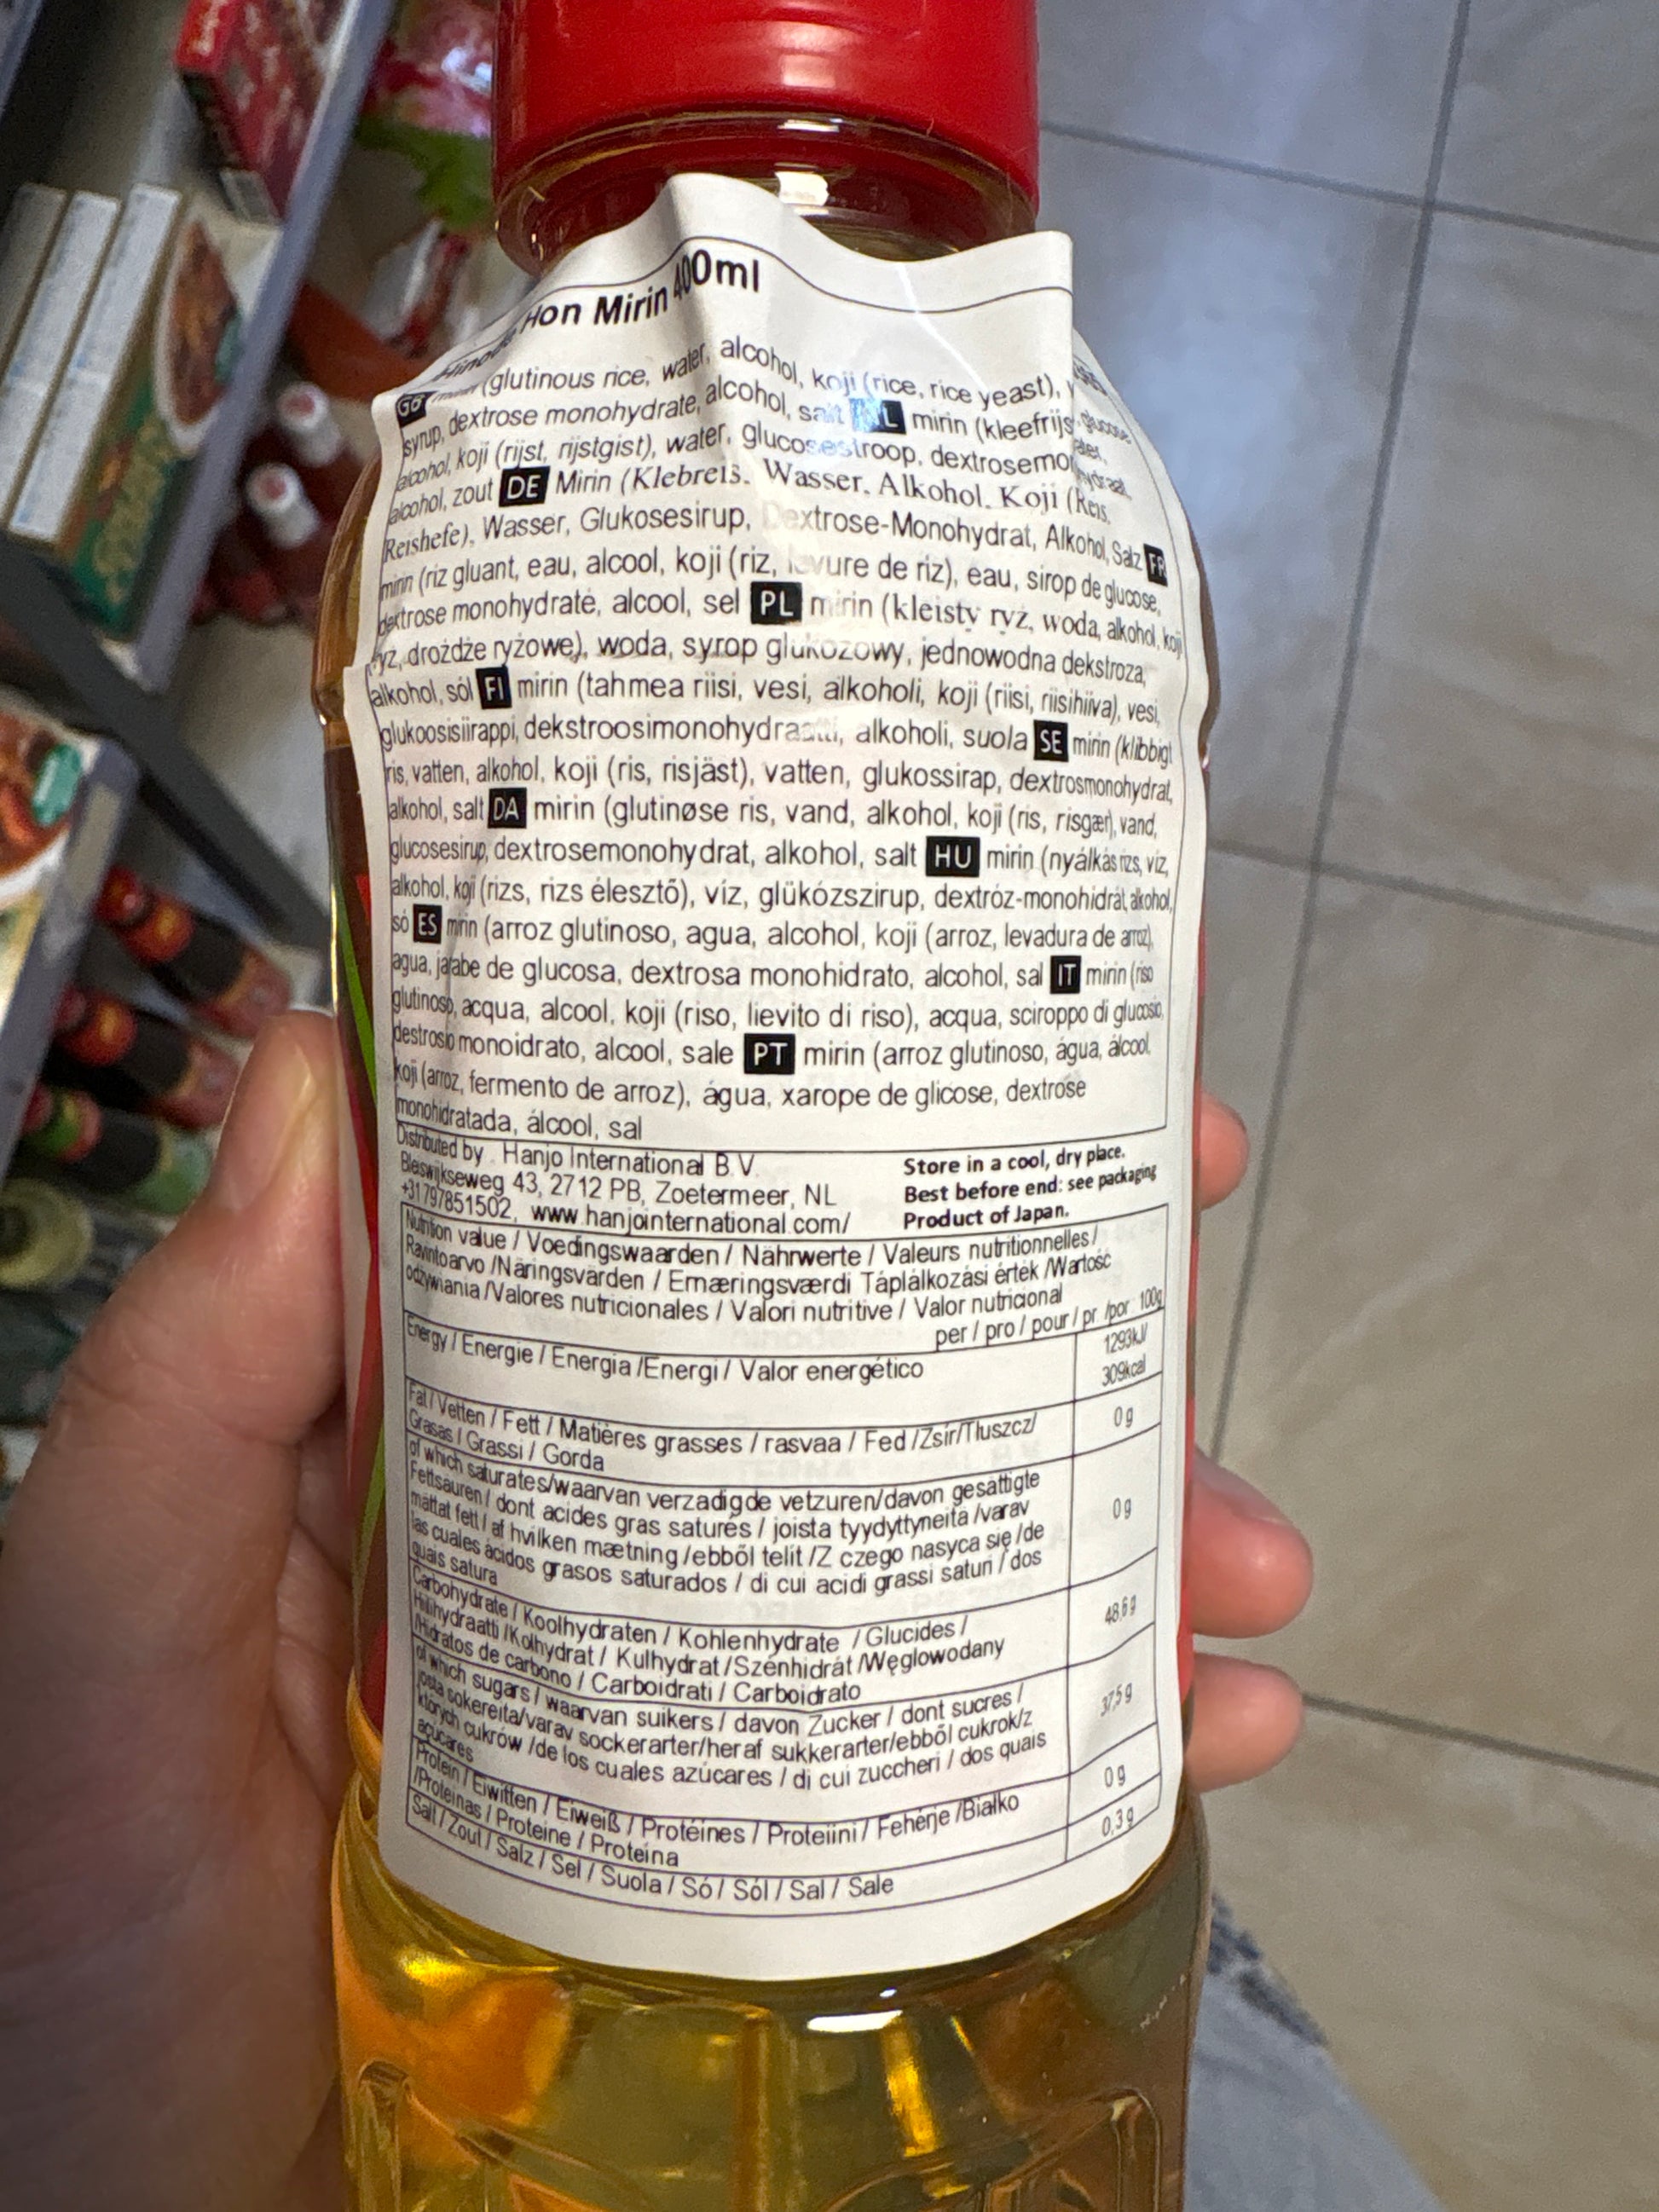 Hon Mirin 400ml
GB (glutinous rice, water, alcohol, koji (rice, rice yeast),
syrup, dextrose monohydrate, alcohol, salt NL mirin (kleefrijst,
alcohol, koji (rijst, rijstgist), water, glucosestroop, dextrosemonohydraat,
alcohol, zout DE Mirin (Klebreis. Wasser. Alkohol. Koji (Reis.
Reishefe), Wasser, Glukosesirup, Dextrose-Monohydrat, Alkohol, Salz FR
mirin (riz gluant, eau, alcool, koji (riz, levure de riz), eau, sirop de glucose,
dextrose monohydraté, alcool, sel PL mirin (kleisty ryż, woda, alkohol, koji
ryż, drożdże ryżowe), woda, syrop glukozowy, jednowodna dekstroza,
alkohol, sól FI mirin (tahmea riisi, vesi, alkoholi, koji (riisi, riisihiiva), vesi,
glukoosisiirappi, dekstroosimonohydraatti, alkoholi, suola SE mirin (klibbigt
ris, vatten, alkohol, koji (ris, risjäst), vatten, glukossirap, dextrosmonohydrat,
alkohol, salt DA mirin (glutinøse ris, vand, alkohol, koji (ris, risgær), vand,
glucosesirup, dextrosemonohydrat, alkohol, salt HU mirin (nyálkás rizs, víz,
alkohol, koji (rizs, rizs élesztő), víz, glükózszirup, dextróz-monohidrát, alkohol,
só ES mirin (arroz glutinoso, agua, alcohol, koji (arroz, levadura de arroz),
agua, jarabe de glucosa, dextrosa monohidrato, alcohol, sal IT mirin (riso
glutinoso, acqua, alcool, koji (riso, lievito di riso), acqua, sciroppo di glucosio,
destrosio monoidrato, alcool, sale PT mirin (arroz glutinoso, água, álcool,
koji (arroz, fermento de arroz), água, xarope de glicose, dextrose
monohidratada, álcool, sal
Distributed by. Hanjo International B.V.
Bleiswijkseweg 43, 2712 PB, Zoetermeer, NL
+31797851502, www.hanjointernational.com/
Store in a cool, dry place.
Best before end: see packaging
Product of Japan.
Nutrition value / Voedingswaarden / Nährwerte / Valeurs nutritionnelles /
Ravintoarvo /Näringsvärden / Ernæringsværdi Táplálkozási érték /Wartość
odżywiania /Valores nutricionales / Valori nutritive / Valor nutricional
per / pro / pour / pr /por 100g
Energy / Energie / Energia /Energi / Valor energético 1293kJ/
309kcal
Fat / Vetten / Fett / Matières grasses / rasvaa / Fed /Zsír/Tłuszcz/ 0 g
Grasas / Grassi / Gorda
of which saturates/waarvan verzadigde vetzuren/davon gesättigte
Fettsäuren / dont acides gras saturés / joista tyydyttyneitä /varav
mättat fett / af hvilken mætning /ebből telít /Z czego nasyca się /de 0 g
las cuales ácidos grasos saturados / di cui acidi grassi saturi / dos
quais satura
Carbohydrate / Koolhydraten / Kohlenhydrate / Glucides / 48,6 g
Hiilihydraatti /Kolhydrat / Kulhydrat /Szénhidrát /Węglowodany
/Hidratos de carbono / Carboidrati / Carboidrato
of which sugars / waarvan suikers / davon Zucker / dont sucres / 37,5 g
josta sokereita/varav sockerarter/heraf sukkerarter/ebből cukrok/z
których cukrów /de los cuales azúcares / di cui zuccheri / dos quais
açúcares
Protein / Eiwitten / Eiweiß / Protéines / Proteiini / Fehérje /Białko 0 g
/Proteínas / Proteine / Proteína
Salt / Zout / Salz / Sel / Suola / Só / Sól / Sal / Sale 0,3 g